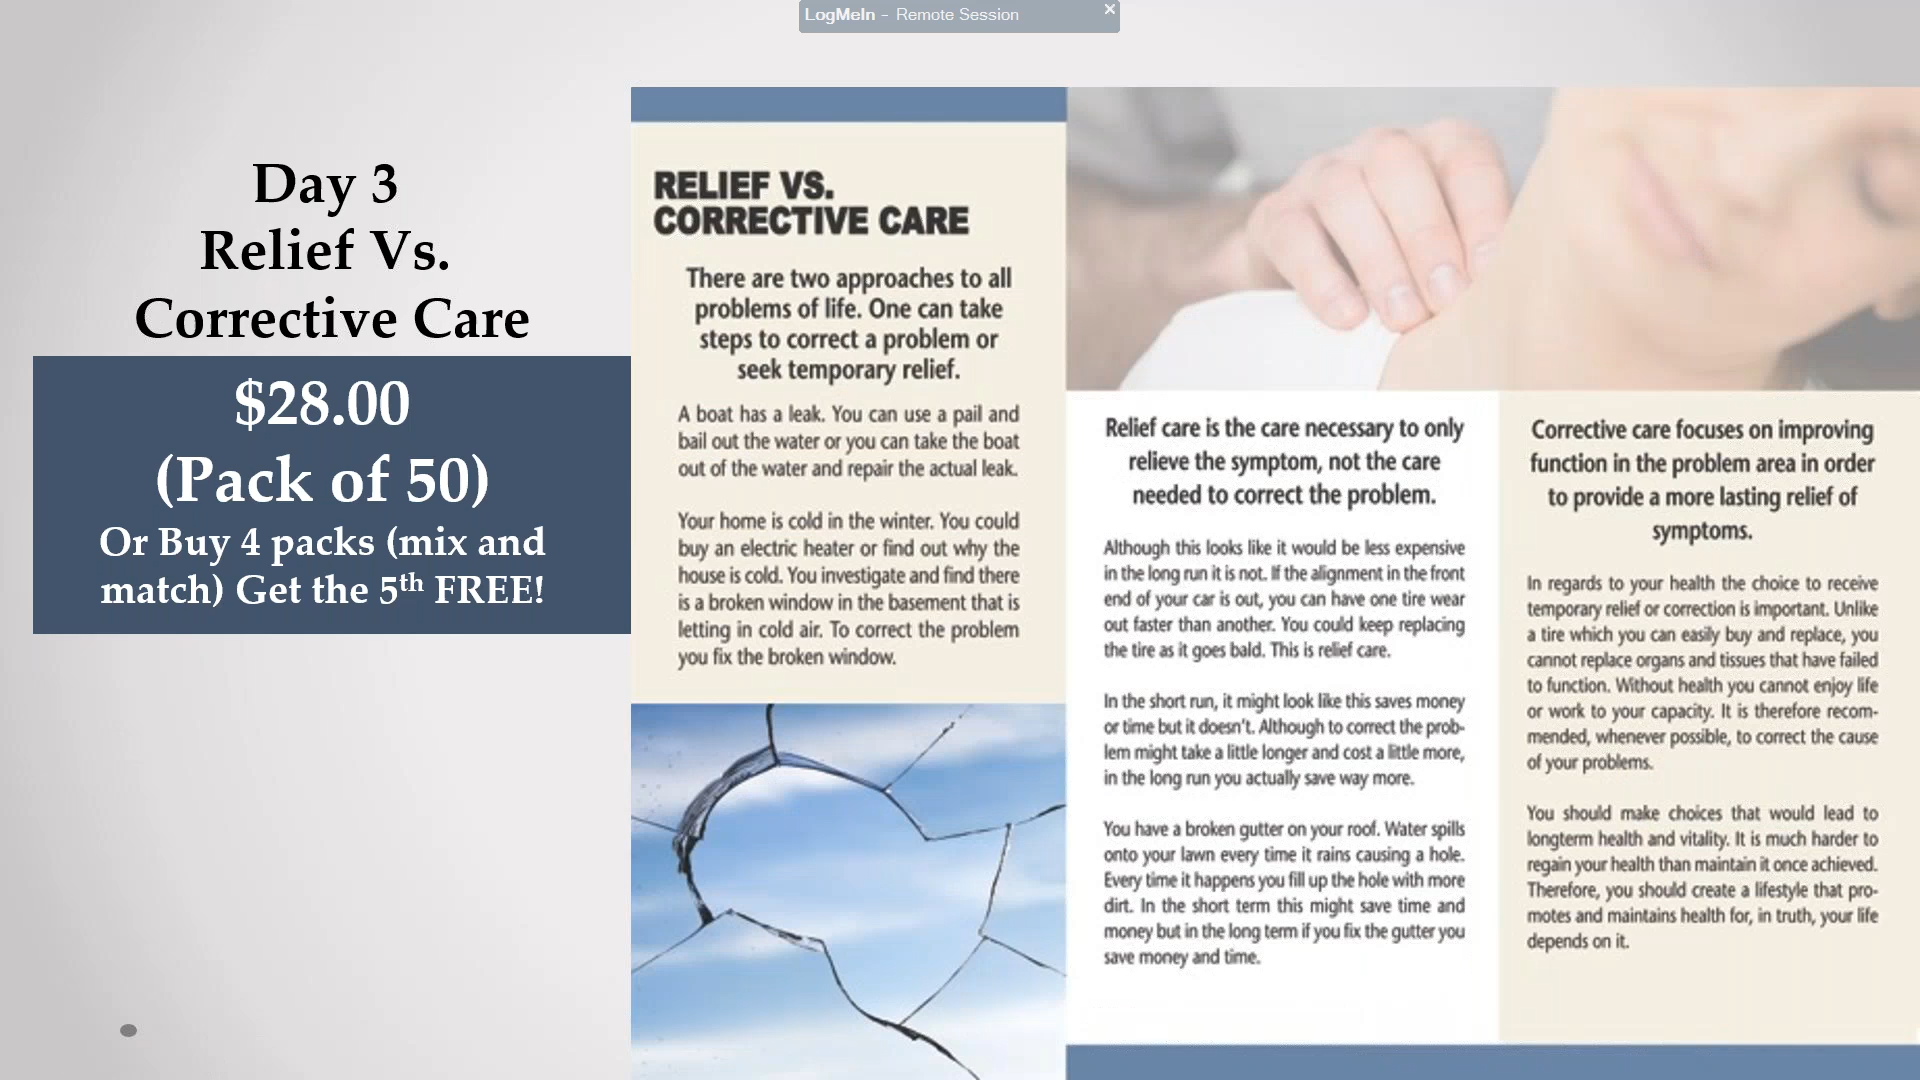 LogMeIn - Remote Session
Day 3
Relief Vs.
Corrective Care
$28.00
(Pack of 50)
Or Buy 4 packs (mix and
match) Get the 5th FREE!
RELIEF VS.
CORRECTIVE CARE
There are two approaches to all
problems of life. One can take
steps to correct a problem or
seek temporary relief.
A boat has a leak. You can use a pail and
bail out the water or you can take the boat
out of the water and repair the actual leak.
Your home is cold in the winter. You could
buy an electric heater or find out why the
house is cold. You investigate and find there
is a broken window in the basement that is
letting in cold air. To correct the problem
you fix the broken window.
Relief care is the care necessary to only
relieve the symptom, not the care
needed to correct the problem.
Although this looks like it would be less expensive
in the long run it is not. If the alignment in the front
end of your car is out, you can have one tire wear
out faster than another. You could keep replacing
the tire as it goes bald. This is relief care.
In the short run, it might look like this saves money
or time but it doesn't. Although to correct the prob-
lem might take a little longer and cost a little more,
in the long run you actually save way more.
You have a broken gutter on your roof. Water spills
onto your lawn every time it rains causing a hole.
Every time it happens you fill up the hole with more
dirt. In the short term this might save time and
money but in the long term if you fix the gutter you
save money and time.
Corrective care focuses on improving
function in the problem area in order
to provide a more lasting relief of
symptoms.
In regards to your health the choice to receive
temporary relief or correction is important. Unlike
a tire which you can easily buy and replace, you
cannot replace organs and tissues that have failed
to function. Without health you cannot enjoy life
or work to your capacity. It is therefore recom-
mended, whenever possible, to correct the cause
of your problems.
You should make choices that would lead to
longterm health and vitality. It is much harder to
regain your health than maintain it once achieved.
Therefore, you should create a lifestyle that pro-
motes and maintains health for, in truth, your life
depends on it.